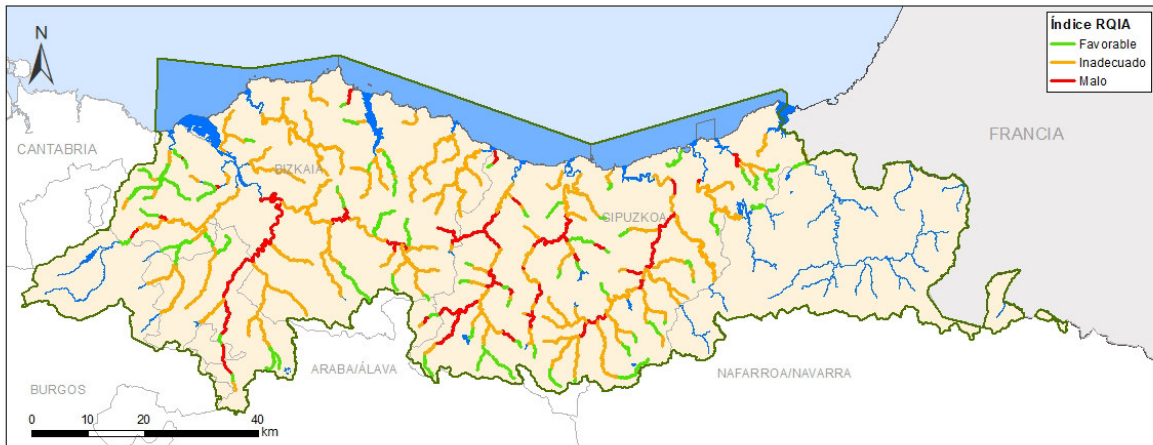 N
Índice RQIA
Favorable
Inadecuado
Malo
FRANCIA
CANTABRIA
BIZKAIA
GIPUZKOA
ARABA/ÁLAVA
NAFARROA/NAVARRA
BURGOS
0 10 20 40
km